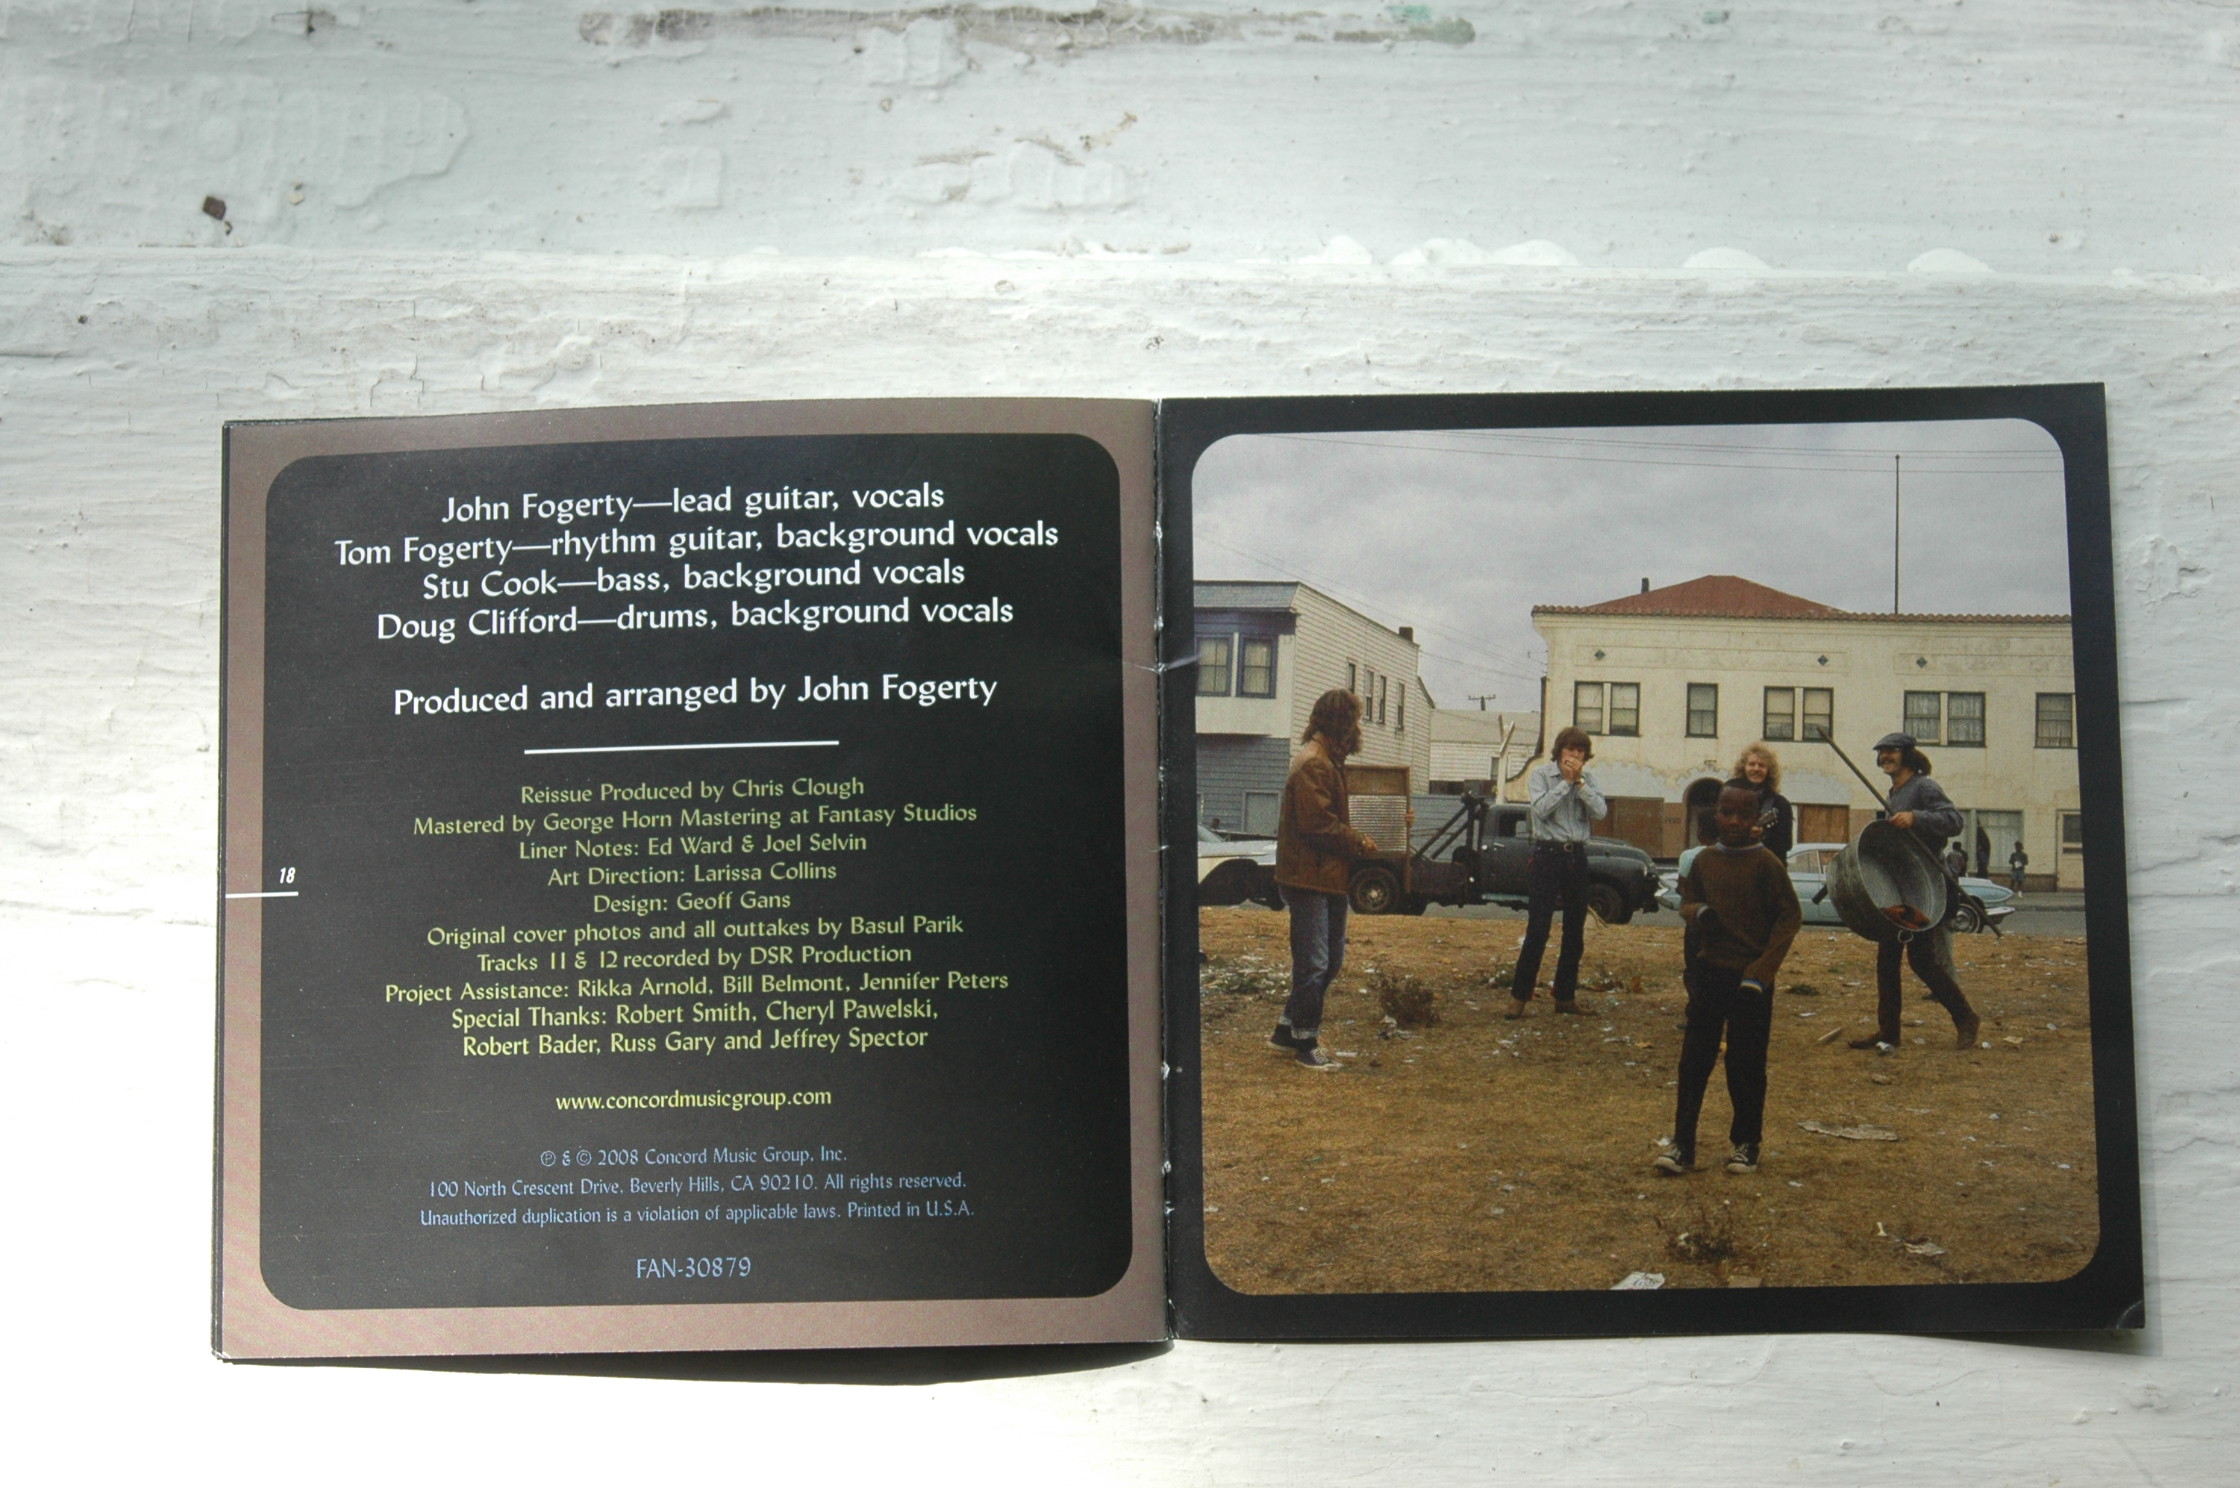 John Fogerty—lead guitar, vocals
Tom Fogerty—rhythm guitar, background vocals
Stu Cook—bass, background vocals
Doug Clifford—drums, background vocals
Produced and arranged by John Fogerty
Reissue Produced by Chris Clough
Mastered by George Horn Mastering at Fantasy Studios
Liner Notes: Ed Ward & Joel Selvin
Art Direction: Larissa Collins
18
Design: Geoff Gans
Original cover photos and all outtakes by Basul Parik
Tracks 11 & 12 recorded by DSR Production
Project Assistance: Rikka Arnold, Bill Belmont, Jennifer Peters
Special Thanks: Robert Smith, Cheryl Pawelski,
Robert Bader, Russ Gary and Jeffrey Spector
www.concordmusicgroup.com
℗ & © 2008 Concord Music Group, Inc.
100 North Crescent Drive, Beverly Hills, CA 90210. All rights reserved.
Unauthorized duplication is a violation of applicable laws. Printed in U.S.A.
FAN-30879